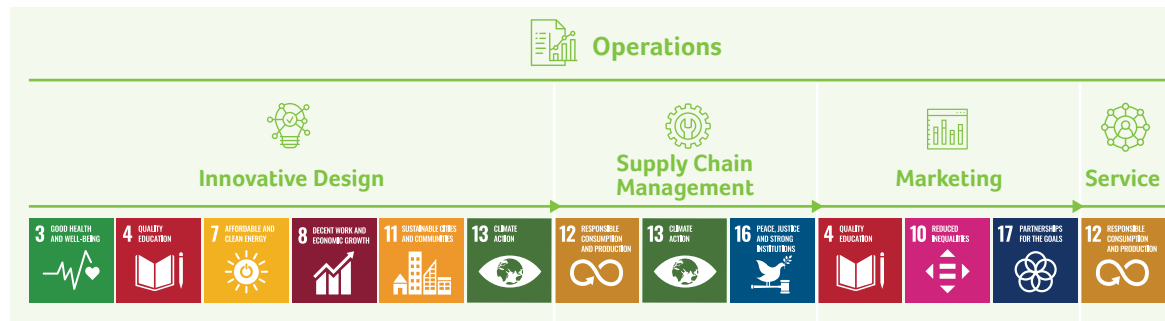 Operations
Innovative Design
Supply Chain
Management
Marketing
Service
3 GOOD HEALTH
AND WELL-BEING
4 QUALITY
EDUCATION
7 AFFORDABLE AND
CLEAN ENERGY
8 DECENT WORK AND
ECONOMIC GROWTH
11 SUSTAINABLE CITIES
AND COMMUNITIES
13 CLIMATE
ACTION
12 RESPONSIBLE
CONSUMPTION
AND PRODUCTION
13 CLIMATE
ACTION
16 PEACE, JUSTICE
AND STRONG
INSTITUTIONS
4 QUALITY
EDUCATION
10 REDUCED
INEQUALITIES
17 PARTNERSHIPS
FOR THE GOALS
12 RESPONSIBLE
CONSUMPTION
AND PRODUCTION